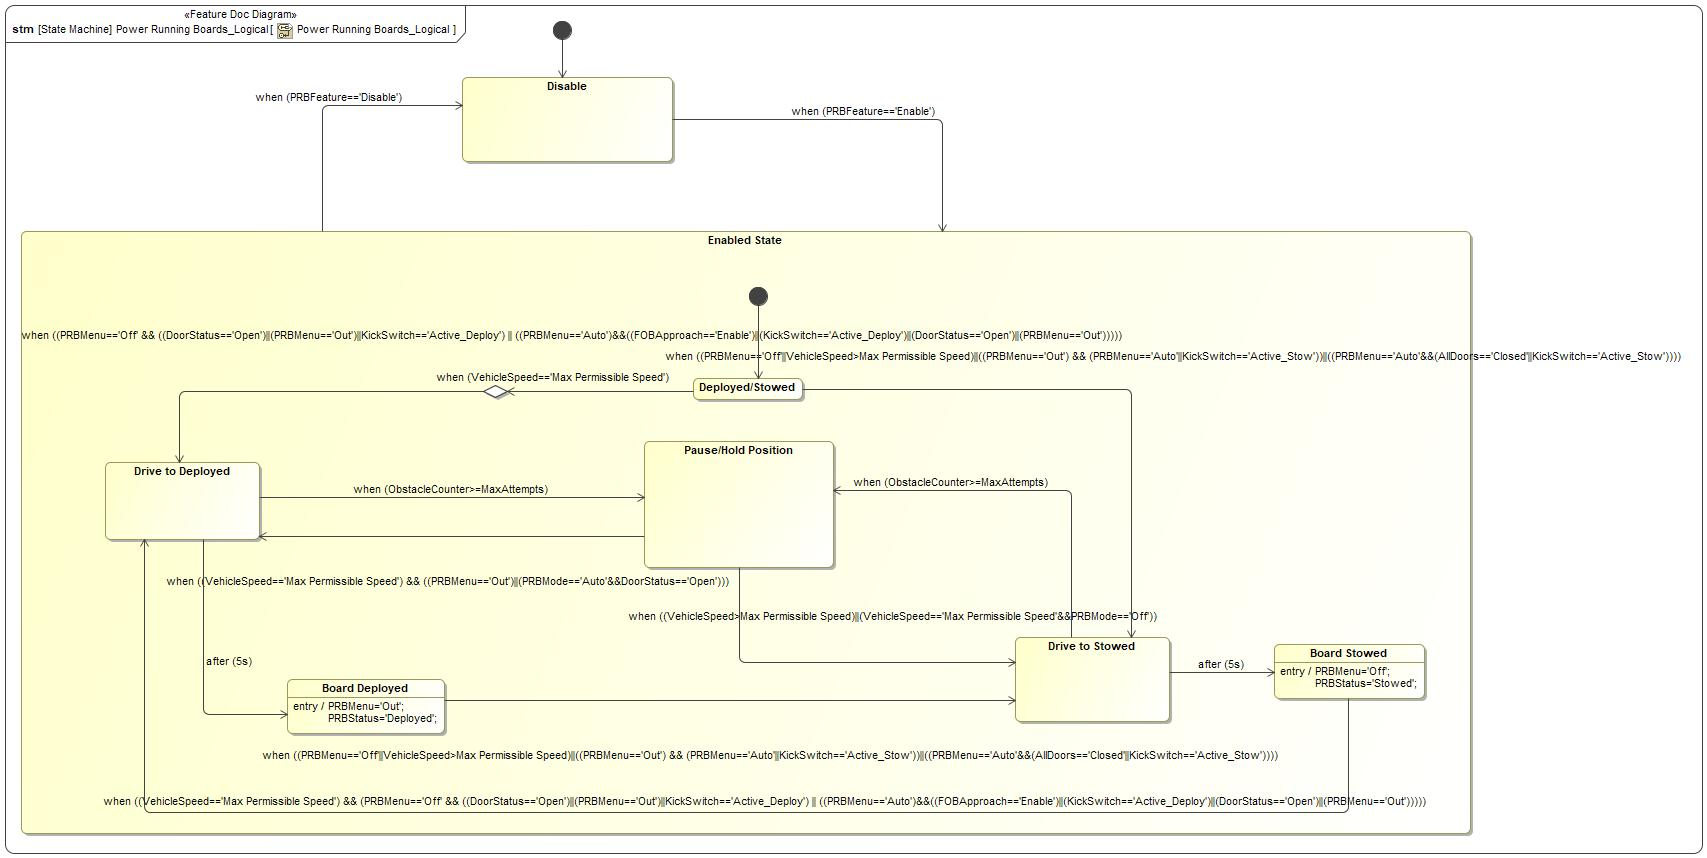 «Feature Doc Diagram»
stm [State Machine] Power Running Boards_Logical[ Power Running Boards_Logical ]
Disable
when (PRBFeature=='Disable')
when (PRBFeature=='Enable')
Enabled State
when ((PRBMenu=='Off' && ((DoorStatus=='Open')||(PRBMenu=='Out')||KickSwitch=='Active_Deploy') || ((PRBMenu=='Auto')&&((FOBApproach=='Enable')||(KickSwitch=='Active_Deploy')||(DoorStatus=='Open')||(PRBMenu=='Out')))))
when ((PRBMenu=='Off'||VehicleSpeed>Max Permissible Speed)||((PRBMenu=='Out') && (PRBMenu=='Auto'||KickSwitch=='Active_Stow'))||((PRBMenu=='Auto'&&(AllDoors=='Closed'||KickSwitch=='Active_Stow'))))
when (VehicleSpeed=='Max Permissible Speed')
Deployed/Stowed
Pause/Hold Position
Drive to Deployed
when (ObstacleCounter>=MaxAttempts)
when (ObstacleCounter>=MaxAttempts)
when ((VehicleSpeed=='Max Permissible Speed') && ((PRBMenu=='Out')||(PRBMode=='Auto'&&DoorStatus=='Open')))
when ((VehicleSpeed>Max Permissible Speed)||(VehicleSpeed=='Max Permissible Speed'&&PRBMode=='Off'))
Drive to Stowed
Board Stowed
after (5s)
after (5s)
entry / PRBMenu='Off';
PRBStatus='Stowed';
Board Deployed
entry / PRBMenu='Out';
PRBStatus='Deployed';
when ((PRBMenu=='Off'||VehicleSpeed>Max Permissible Speed)||((PRBMenu=='Out') && (PRBMenu=='Auto'||KickSwitch=='Active_Stow'))||((PRBMenu=='Auto'&&(AllDoors=='Closed'||KickSwitch=='Active_Stow'))))
when ((VehicleSpeed=='Max Permissible Speed') && (PRBMenu=='Off' && ((DoorStatus=='Open')||(PRBMenu=='Out')||KickSwitch=='Active_Deploy') || ((PRBMenu=='Auto')&&((FOBApproach=='Enable')||(KickSwitch=='Active_Deploy')||(DoorStatus=='Open')||(PRBMenu=='Out')))))